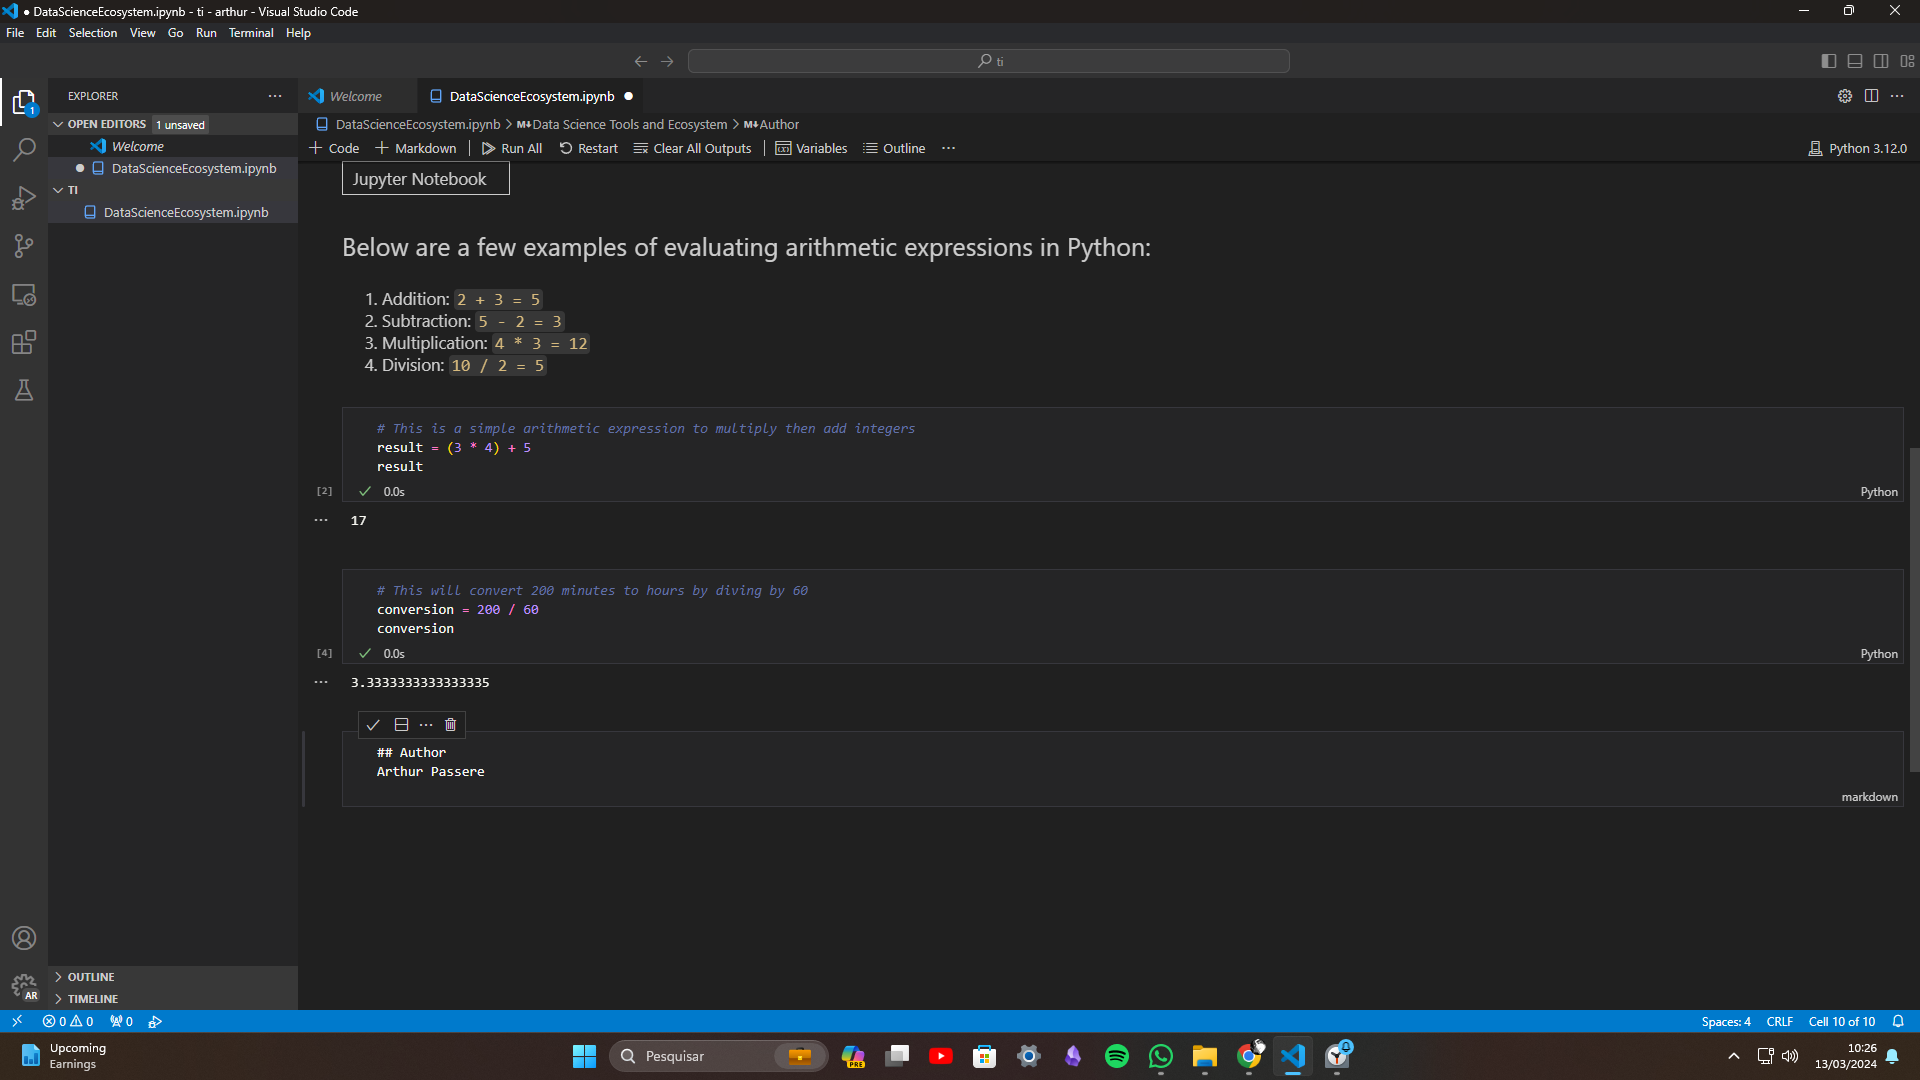 ● DataScienceEcosystem.ipynb - ti - arthur - Visual Studio Code
File Edit Selection View Go Run Terminal Help
ti
EXPLORER
OPEN EDITORS 1 unsaved
Welcome
● DataScienceEcosystem.ipynb
TI
DataScienceEcosystem.ipynb
OUTLINE
TIMELINE
Welcome DataScienceEcosystem.ipynb ●
DataScienceEcosystem.ipynb > M↓Data Science Tools and Ecosystem > M↓Author
+ Code + Markdown | Run All Restart Clear All Outputs | Variables Outline ···
Python 3.12.0
Jupyter Notebook
Below are a few examples of evaluating arithmetic expressions in Python:
1. Addition: 2 + 3 = 5
2. Subtraction: 5 - 2 = 3
3. Multiplication: 4 * 3 = 12
4. Division: 10 / 2 = 5
# This is a simple arithmetic expression to multiply then add integers
result = (3 * 4) + 5
result
[2] ✓ 0.0s
Python
17
# This will convert 200 minutes to hours by diving by 60
conversion = 200 / 60
conversion
[4] ✓ 0.0s
Python
3.3333333333333335
## Author
Arthur Passere
markdown
1
AR
0 0 0
Spaces: 4 CRLF Cell 10 of 10
Upcoming
Earnings
Pesquisar
PRE
10:26
13/03/2024